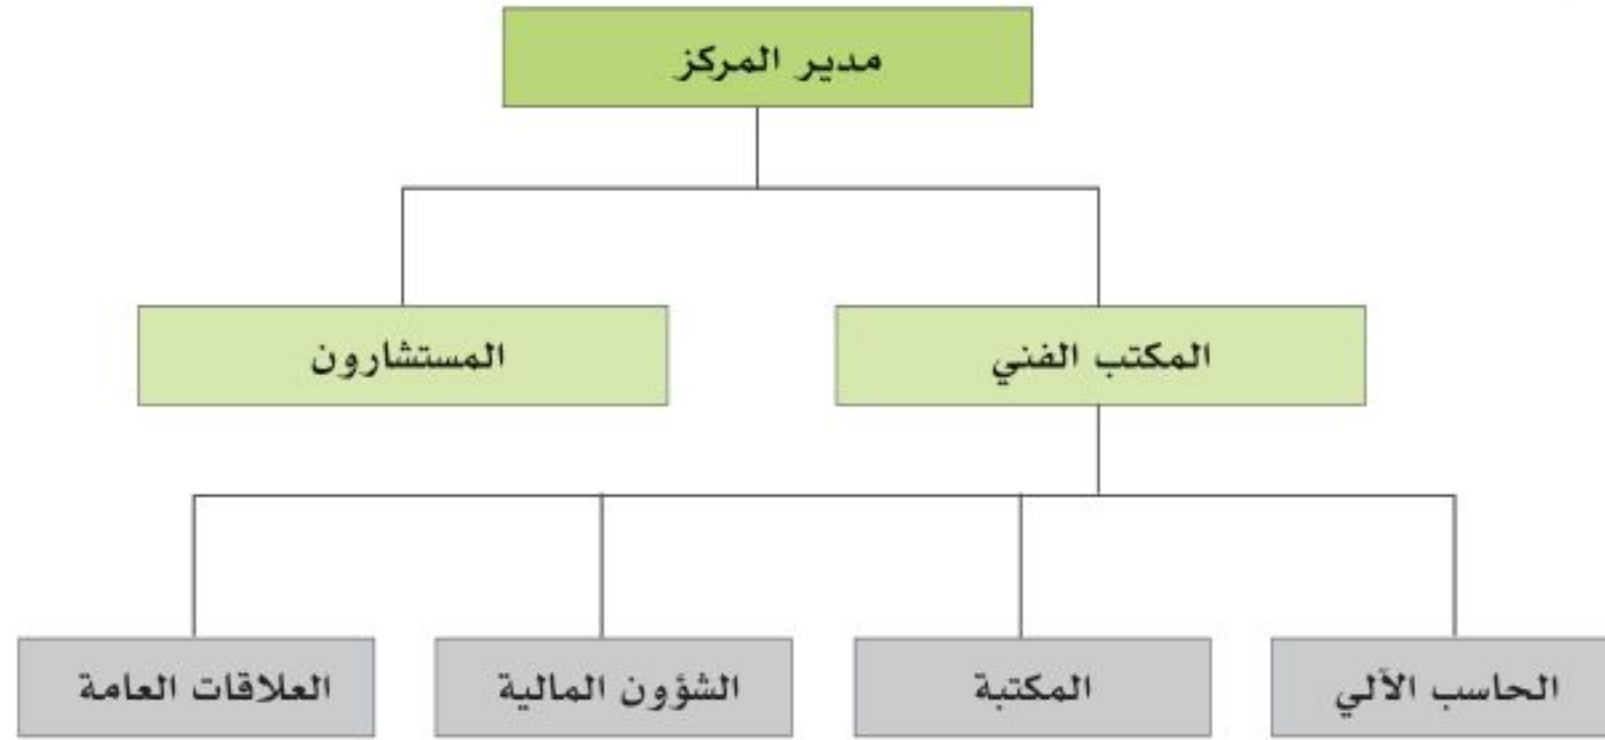 مدير المركز
المكتب الفني
المستشارون
الحاسب الآلي
المكتبة
الشؤون المالية
العلاقات العامة